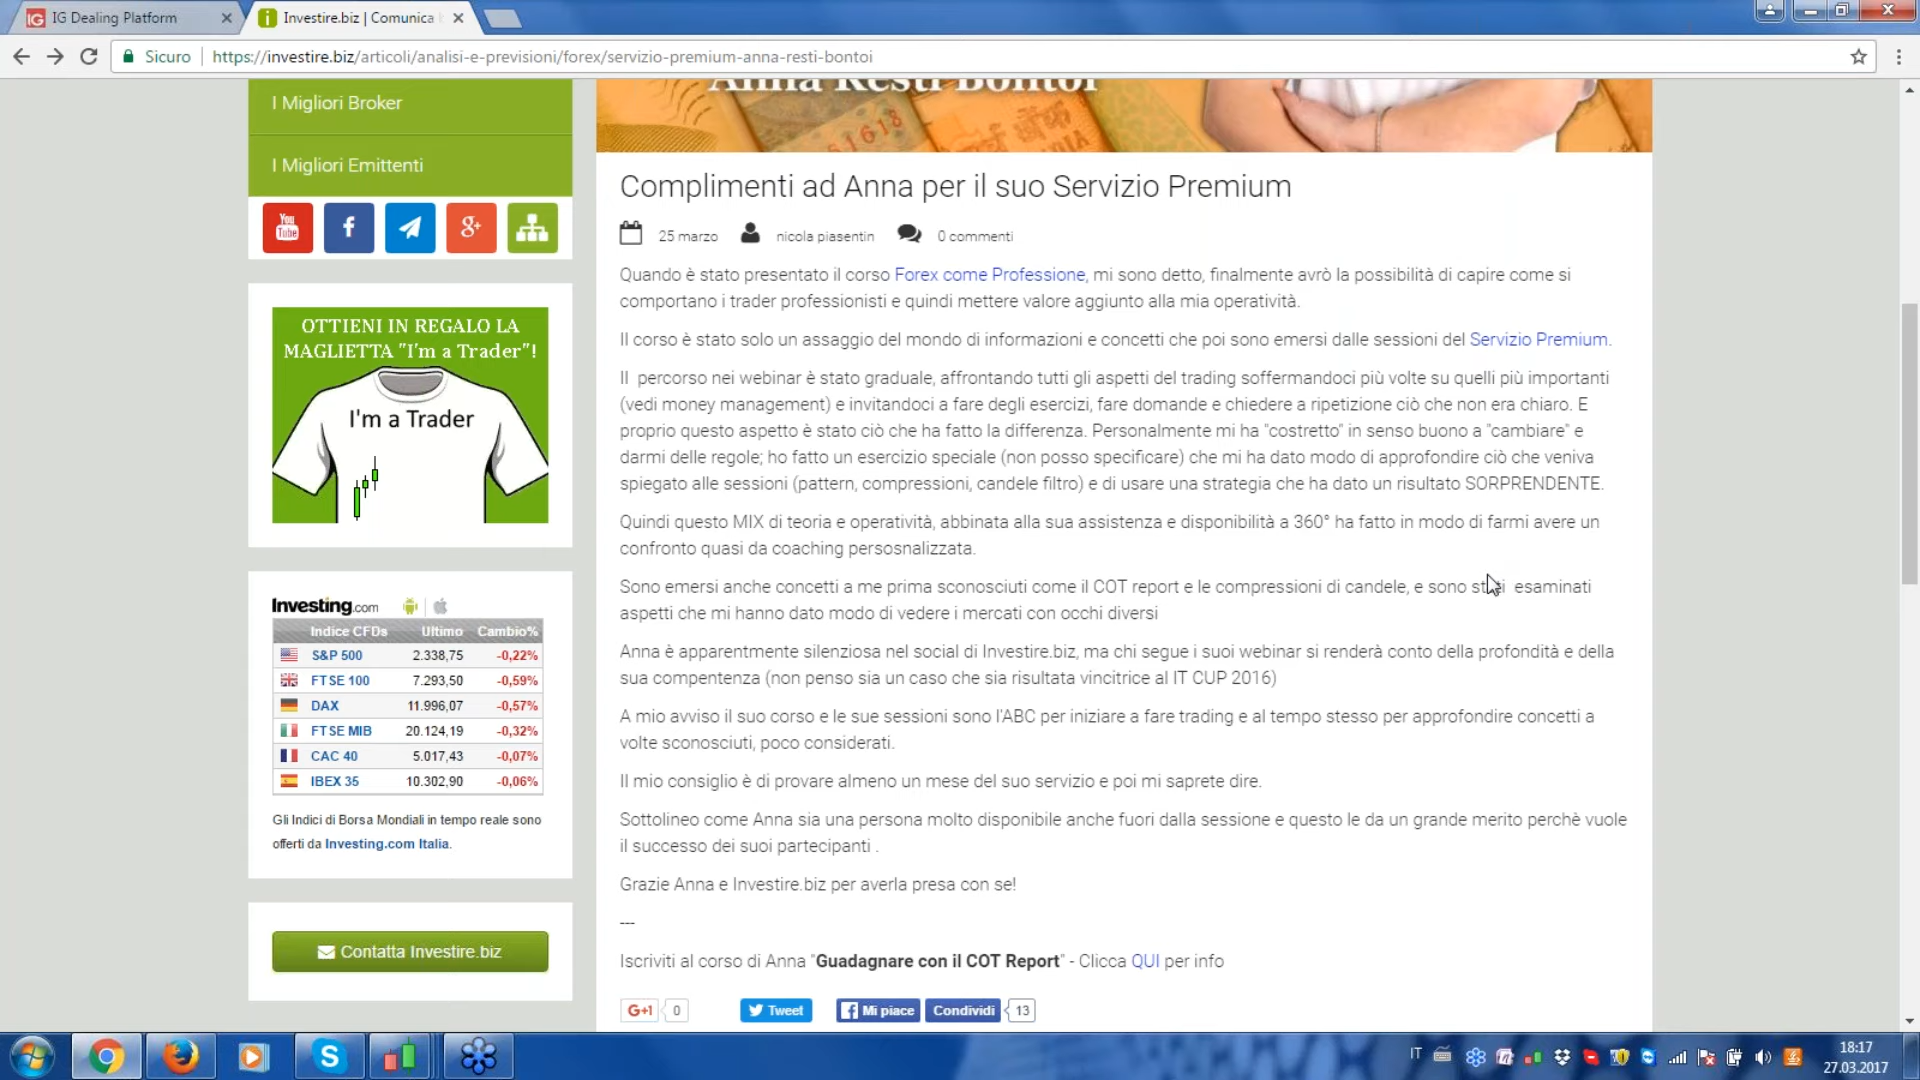 IG Dealing Platform
Investire.biz | Comunica
Sicuro
https://investire.biz/articoli/analisi-e-previsioni/forex/servizio-premium-anna-resti-bontoi
I Migliori Broker
I Migliori Emittenti
You
Tube
f
g+
OTTIENI IN REGALO LA
MAGLIETTA "I'm a Trader"!
I'm a Trader
Investing.com
Indice CFDs Ultimo Cambio%
S&P 500 2.338,75 -0,22%
FTSE 100 7.293,50 -0,59%
DAX 11.996,07 -0,57%
FTSE MIB 20.124,19 -0,32%
CAC 40 5.017,43 -0,07%
IBEX 35 10.302,90 -0,06%
Gli Indici di Borsa Mondiali in tempo reale sono
offerti da Investing.com Italia.
Contatta Investire.biz
Anna Resti Bontoi
51618
Complimenti ad Anna per il suo Servizio Premium
25 marzo nicola piasentin 0 commenti
Quando è stato presentato il corso Forex come Professione, mi sono detto, finalmente avrò la possibilità di capire come si
comportano i trader professionisti e quindi mettere valore aggiunto alla mia operatività.
Il corso è stato solo un assaggio del mondo di informazioni e concetti che poi sono emersi dalle sessioni del Servizio Premium.
Il percorso nei webinar è stato graduale, affrontando tutti gli aspetti del trading soffermandoci più volte su quelli più importanti
(vedi money management) e invitandoci a fare degli esercizi, fare domande e chiedere a ripetizione ciò che non era chiaro. E
proprio questo aspetto è stato ciò che ha fatto la differenza. Personalmente mi ha "costretto" in senso buono a "cambiare" e
darmi delle regole; ho fatto un esercizio speciale (non posso specificare) che mi ha dato modo di approfondire ciò che veniva
spiegato alle sessioni (pattern, compressioni, candele filtro) e di usare una strategia che ha dato un risultato SORPRENDENTE.
Quindi questo MIX di teoria e operatività, abbinata alla sua assistenza e disponibilità a 360° ha fatto in modo di farmi avere un
confronto quasi da coaching persosnalizzata.
Sono emersi anche concetti a me prima sconosciuti come il COT report e le compressioni di candele, e sono stati esaminati
aspetti che mi hanno dato modo di vedere i mercati con occhi diversi
Anna è apparentmente silenziosa nel social di Investire.biz, ma chi segue i suoi webinar si renderà conto della profondità e della
sua compentenza (non penso sia un caso che sia risultata vincitrice al IT CUP 2016)
A mio avviso il suo corso e le sue sessioni sono l'ABC per iniziare a fare trading e al tempo stesso per approfondire concetti a
volte sconosciuti, poco considerati.
Il mio consiglio è di provare almeno un mese del suo servizio e poi mi saprete dire.
Sottolineo come Anna sia una persona molto disponibile anche fuori dalla sessione e questo le da un grande merito perchè vuole
il successo dei suoi partecipanti .
Grazie Anna e Investire.biz per averla presa con se!
---
Iscriviti al corso di Anna "Guadagnare con il COT Report" - Clicca QUI per info
G+1 0 Tweet Mi piace Condividi 13
IT
18:17
27.03.2017